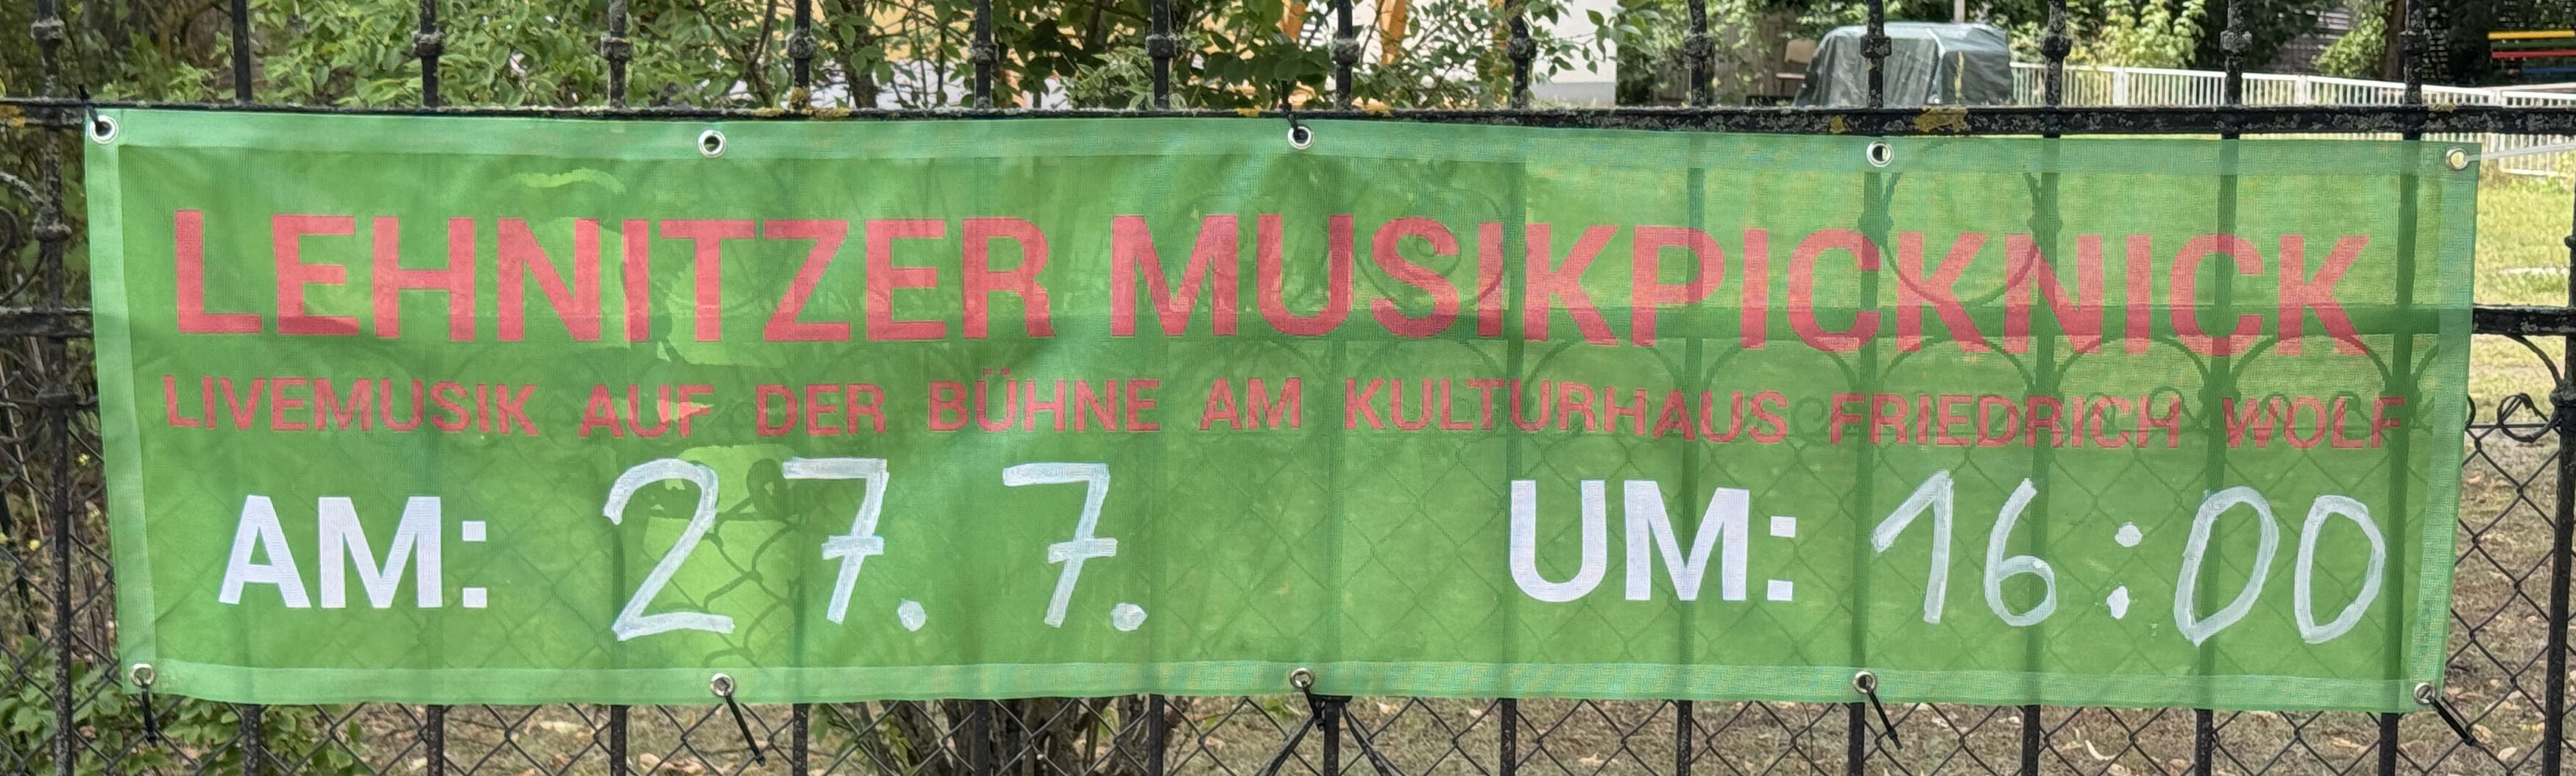 LEHNITZER MUSIKPICKNICK
LIVEMUSIK AUF DER BÜHNE AM KULTURHAUS FRIEDRICH WOLF
AM: 27. 7. UM: 16:00